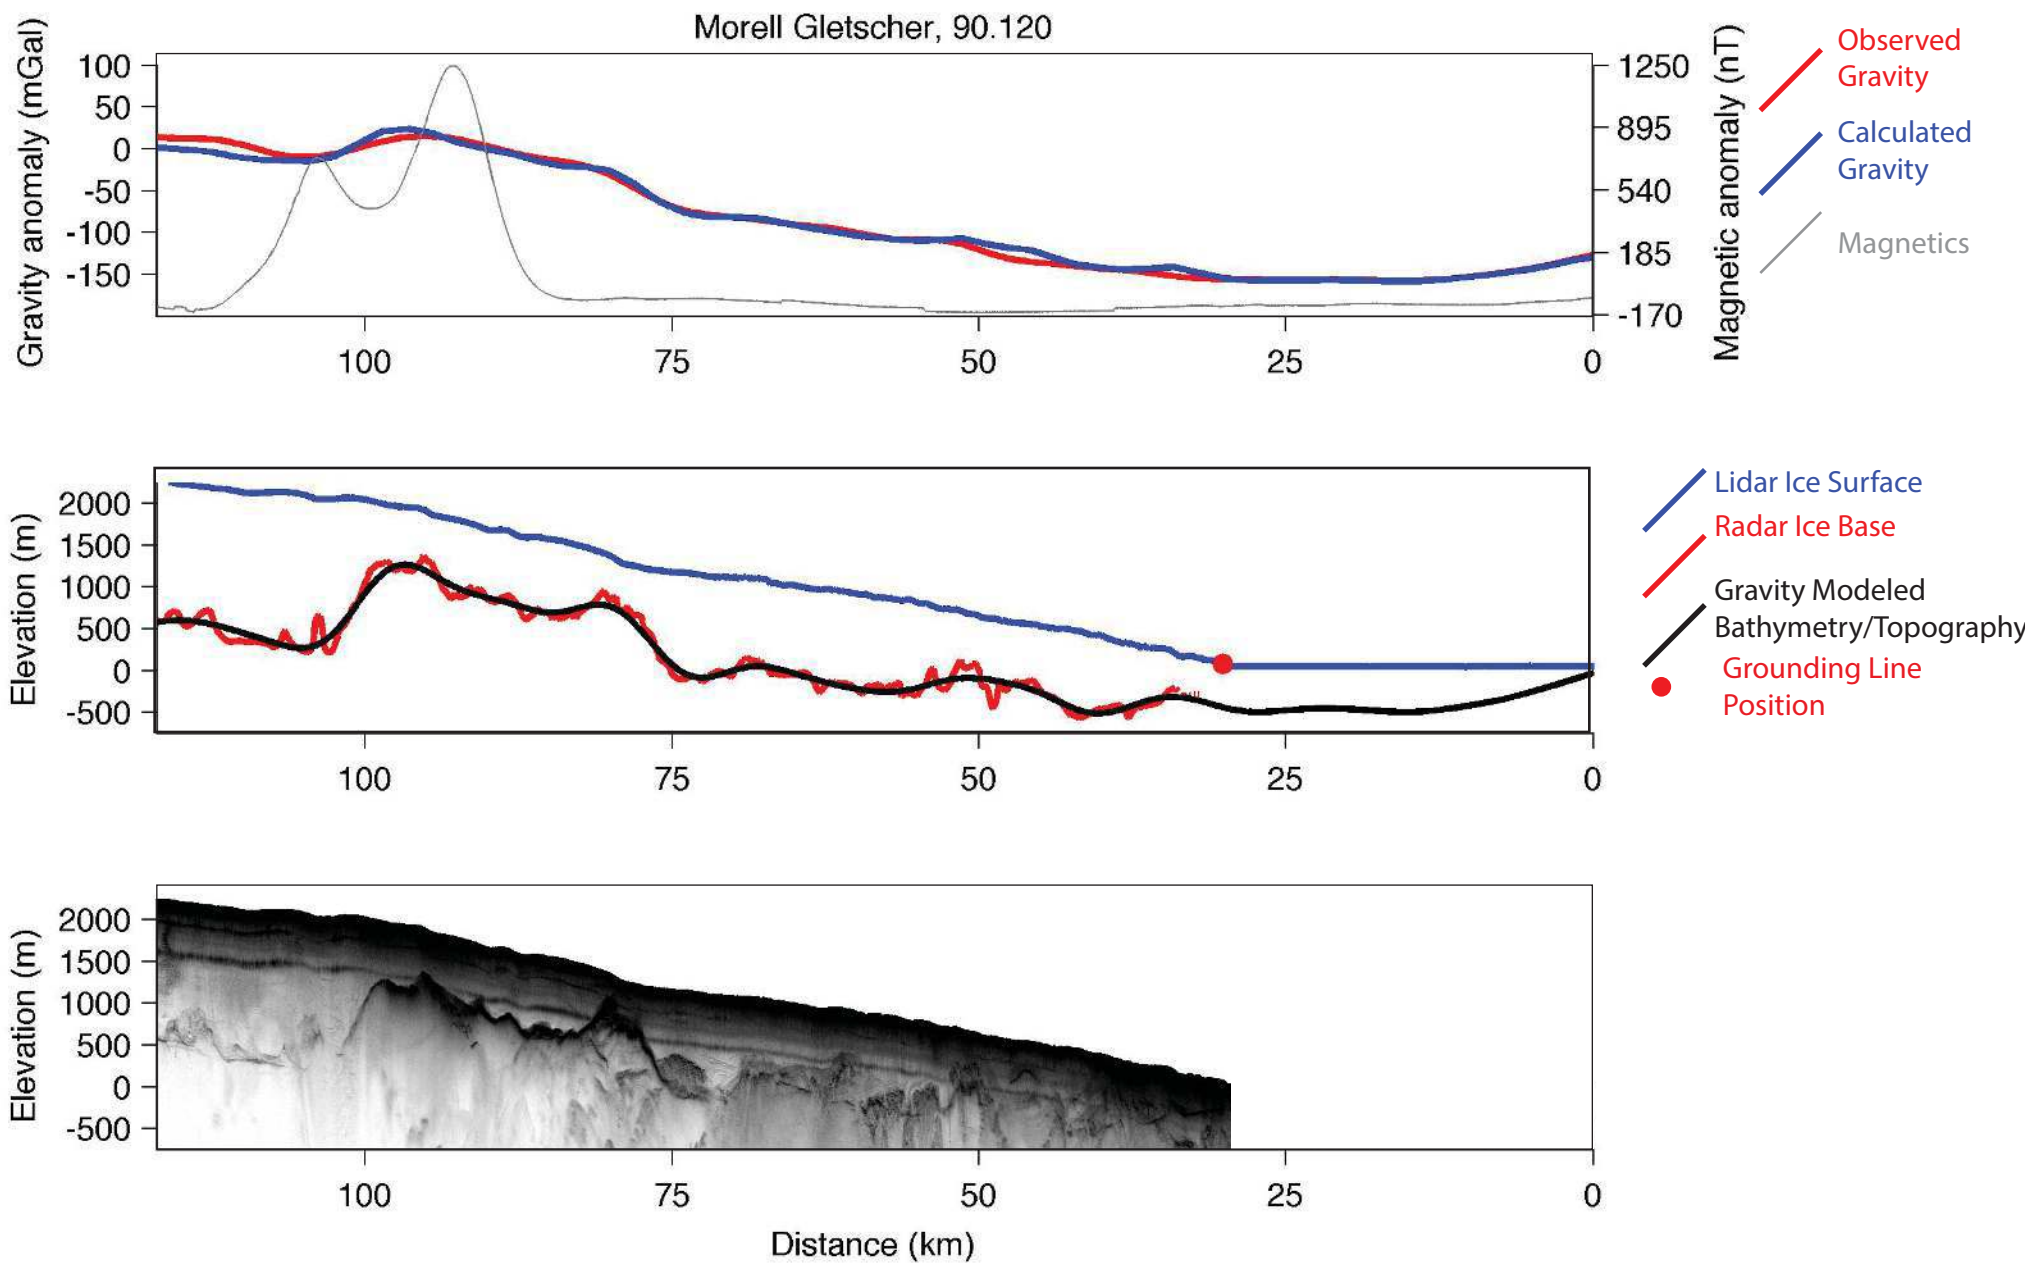 Morell Gletscher, 90.120
Gravity anomaly (mGal)
100
50
0
-50
-100
-150
1250
895
540
185
-170
Magnetic anomaly (nT)
100 75 50 25 0
Observed
Gravity
Calculated
Gravity
Magnetics
Elevation (m)
2000
1500
1000
500
0
-500
100 75 50 25 0
Lidar Ice Surface
Radar Ice Base
Gravity Modeled
Bathymetry/Topography
Grounding Line
Position
Elevation (m)
2000
1500
1000
500
0
-500
100 75 50 25 0
Distance (km)